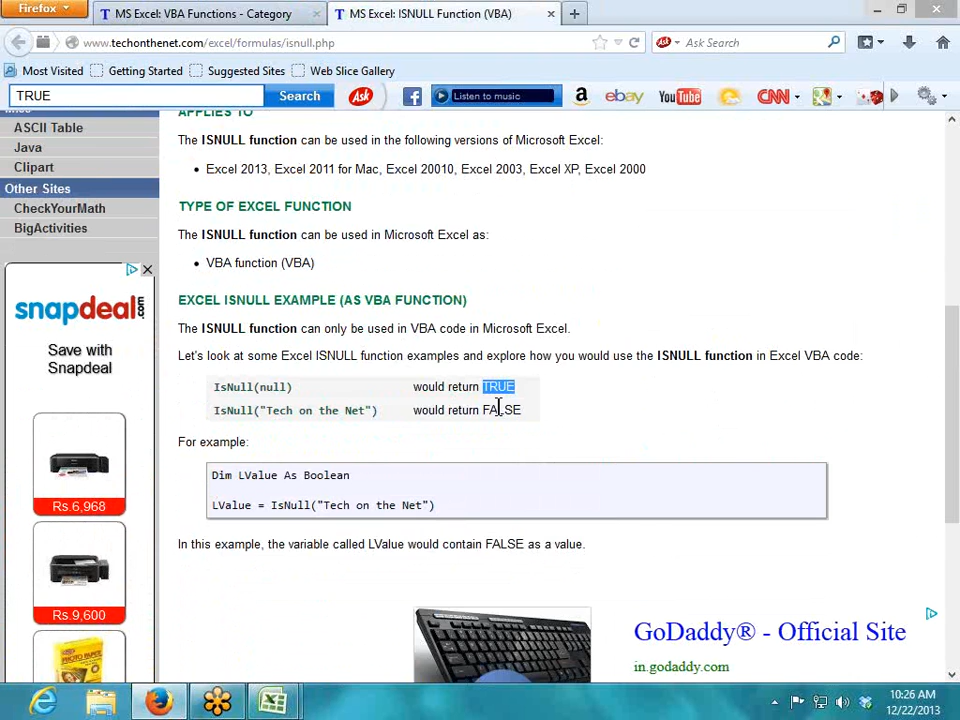 Firefox
MS Excel: VBA Functions - Category
MS Excel: ISNULL Function (VBA)
www.techonthenet.com/excel/formulas/isnull.php
Ask Search
Most Visited
Getting Started
Suggested Sites
Web Slice Gallery
TRUE
Search
Ask
Listen to music
a
ebay
YouTube
CNN
ASCII Table
Java
Clipart
Other Sites
CheckYourMath
BigActivities
snapdeal.com
Save with
Snapdeal
Rs.6,968
Rs.9,600
PHOTO PAPER
APPLIES TO
The ISNULL function can be used in the following versions of Microsoft Excel:
• Excel 2013, Excel 2011 for Mac, Excel 20010, Excel 2003, Excel XP, Excel 2000
TYPE OF EXCEL FUNCTION
The ISNULL function can be used in Microsoft Excel as:
• VBA function (VBA)
EXCEL ISNULL EXAMPLE (AS VBA FUNCTION)
The ISNULL function can only be used in VBA code in Microsoft Excel.
Let's look at some Excel ISNULL function examples and explore how you would use the ISNULL function in Excel VBA code:
IsNull(null) would return TRUE
IsNull("Tech on the Net") would return FALSE
For example:
Dim LValue As Boolean
LValue = IsNull("Tech on the Net")
In this example, the variable called LValue would contain FALSE as a value.
GoDaddy® - Official Site
in.godaddy.com
10:26 AM
12/22/2013